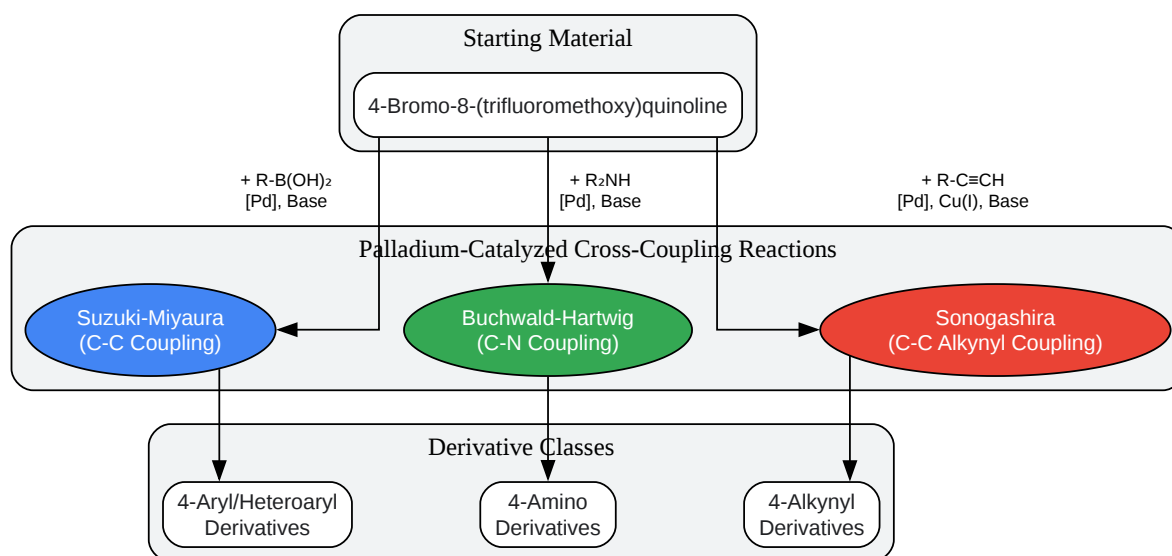 Starting Material
4-Bromo-8-(trifluoromethoxy)quinoline
+ R-B(OH)₂
[Pd], Base
+ R₂NH
[Pd], Base
+ R-C≡CH
[Pd], Cu(I), Base
Palladium-Catalyzed Cross-Coupling Reactions
Suzuki-Miyaura
(C-C Coupling)
Buchwald-Hartwig
(C-N Coupling)
Sonogashira
(C-C Alkynyl Coupling)
Derivative Classes
4-Aryl/Heteroaryl
Derivatives
4-Amino
Derivatives
4-Alkynyl
Derivatives